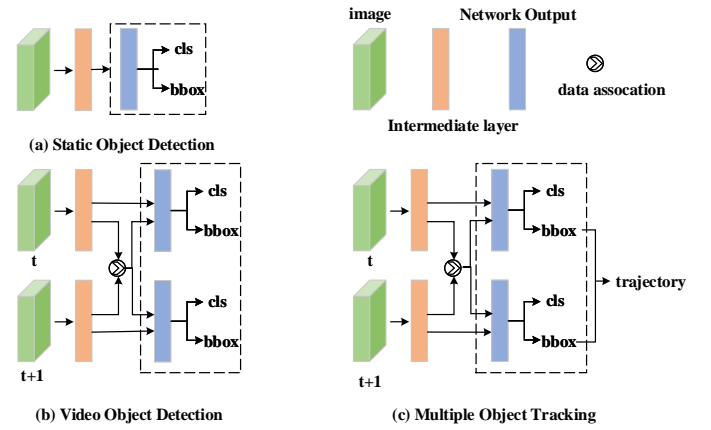 image
Network Output
cls
bbox
data assocation
Intermediate layer
(a) Static Object Detection
cls
bbox
t
cls
bbox
t+1
(b) Video Object Detection
cls
bbox
t
trajectory
cls
bbox
t+1
(c) Multiple Object Tracking